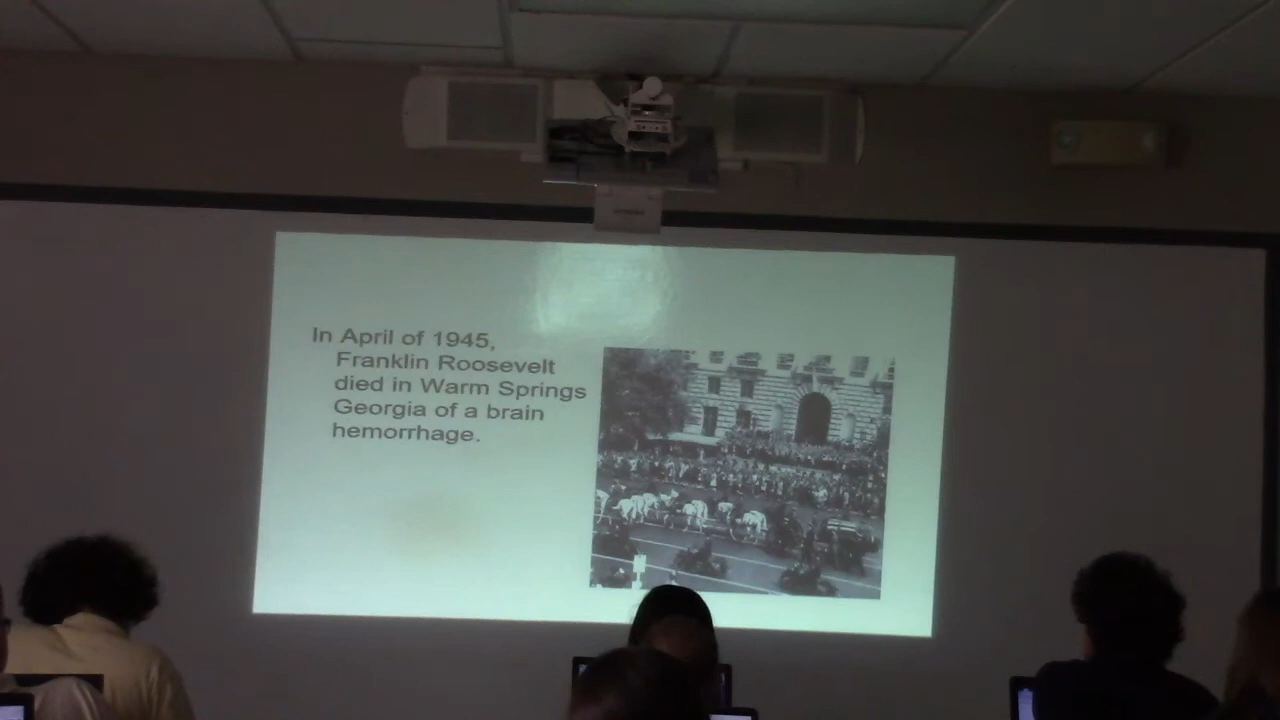 In April of 1945,
Franklin Roosevelt
died in Warm Springs
Georgia of a brain
hemorrhage.